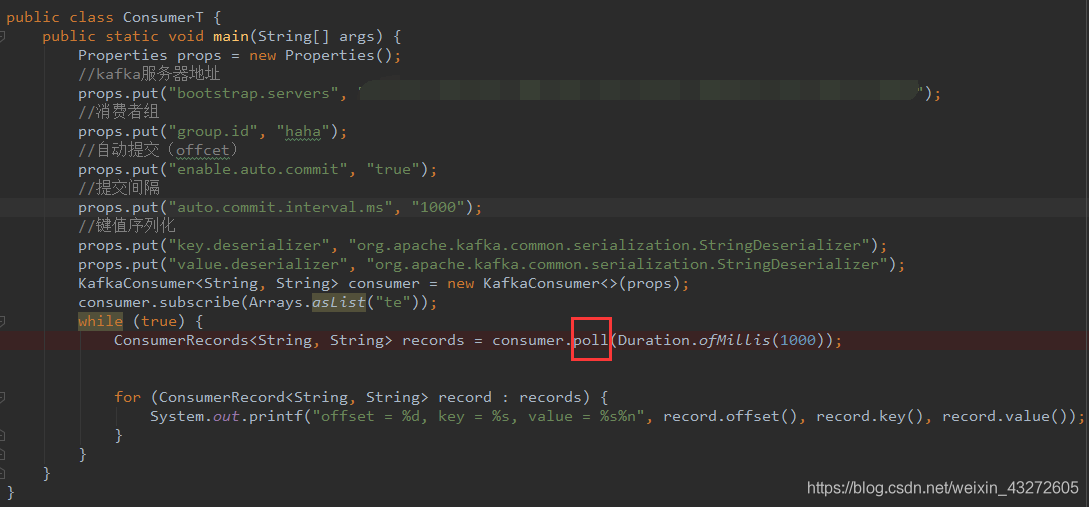 public class ConsumerT {
public static void main(String[] args) {
Properties props = new Properties();
//kafka服务器地址
props.put("bootstrap.servers", "");
//消费者组
props.put("group.id", "haha");
//自动提交（offcet）
props.put("enable.auto.commit", "true");
//提交间隔
props.put("auto.commit.interval.ms", "1000");
//键值序列化
props.put("key.deserializer", "org.apache.kafka.common.serialization.StringDeserializer");
props.put("value.deserializer", "org.apache.kafka.common.serialization.StringDeserializer");
KafkaConsumer<String, String> consumer = new KafkaConsumer<>(props);
consumer.subscribe(Arrays.asList("te"));
while (true) {
ConsumerRecords<String, String> records = consumer.poll(Duration.ofMillis(1000));
for (ConsumerRecord<String, String> record : records) {
System.out.printf("offset = %d, key = %s, value = %s%n", record.offset(), record.key(), record.value());
}
}
}
}
https://blog.csdn.net/weixin_43272605